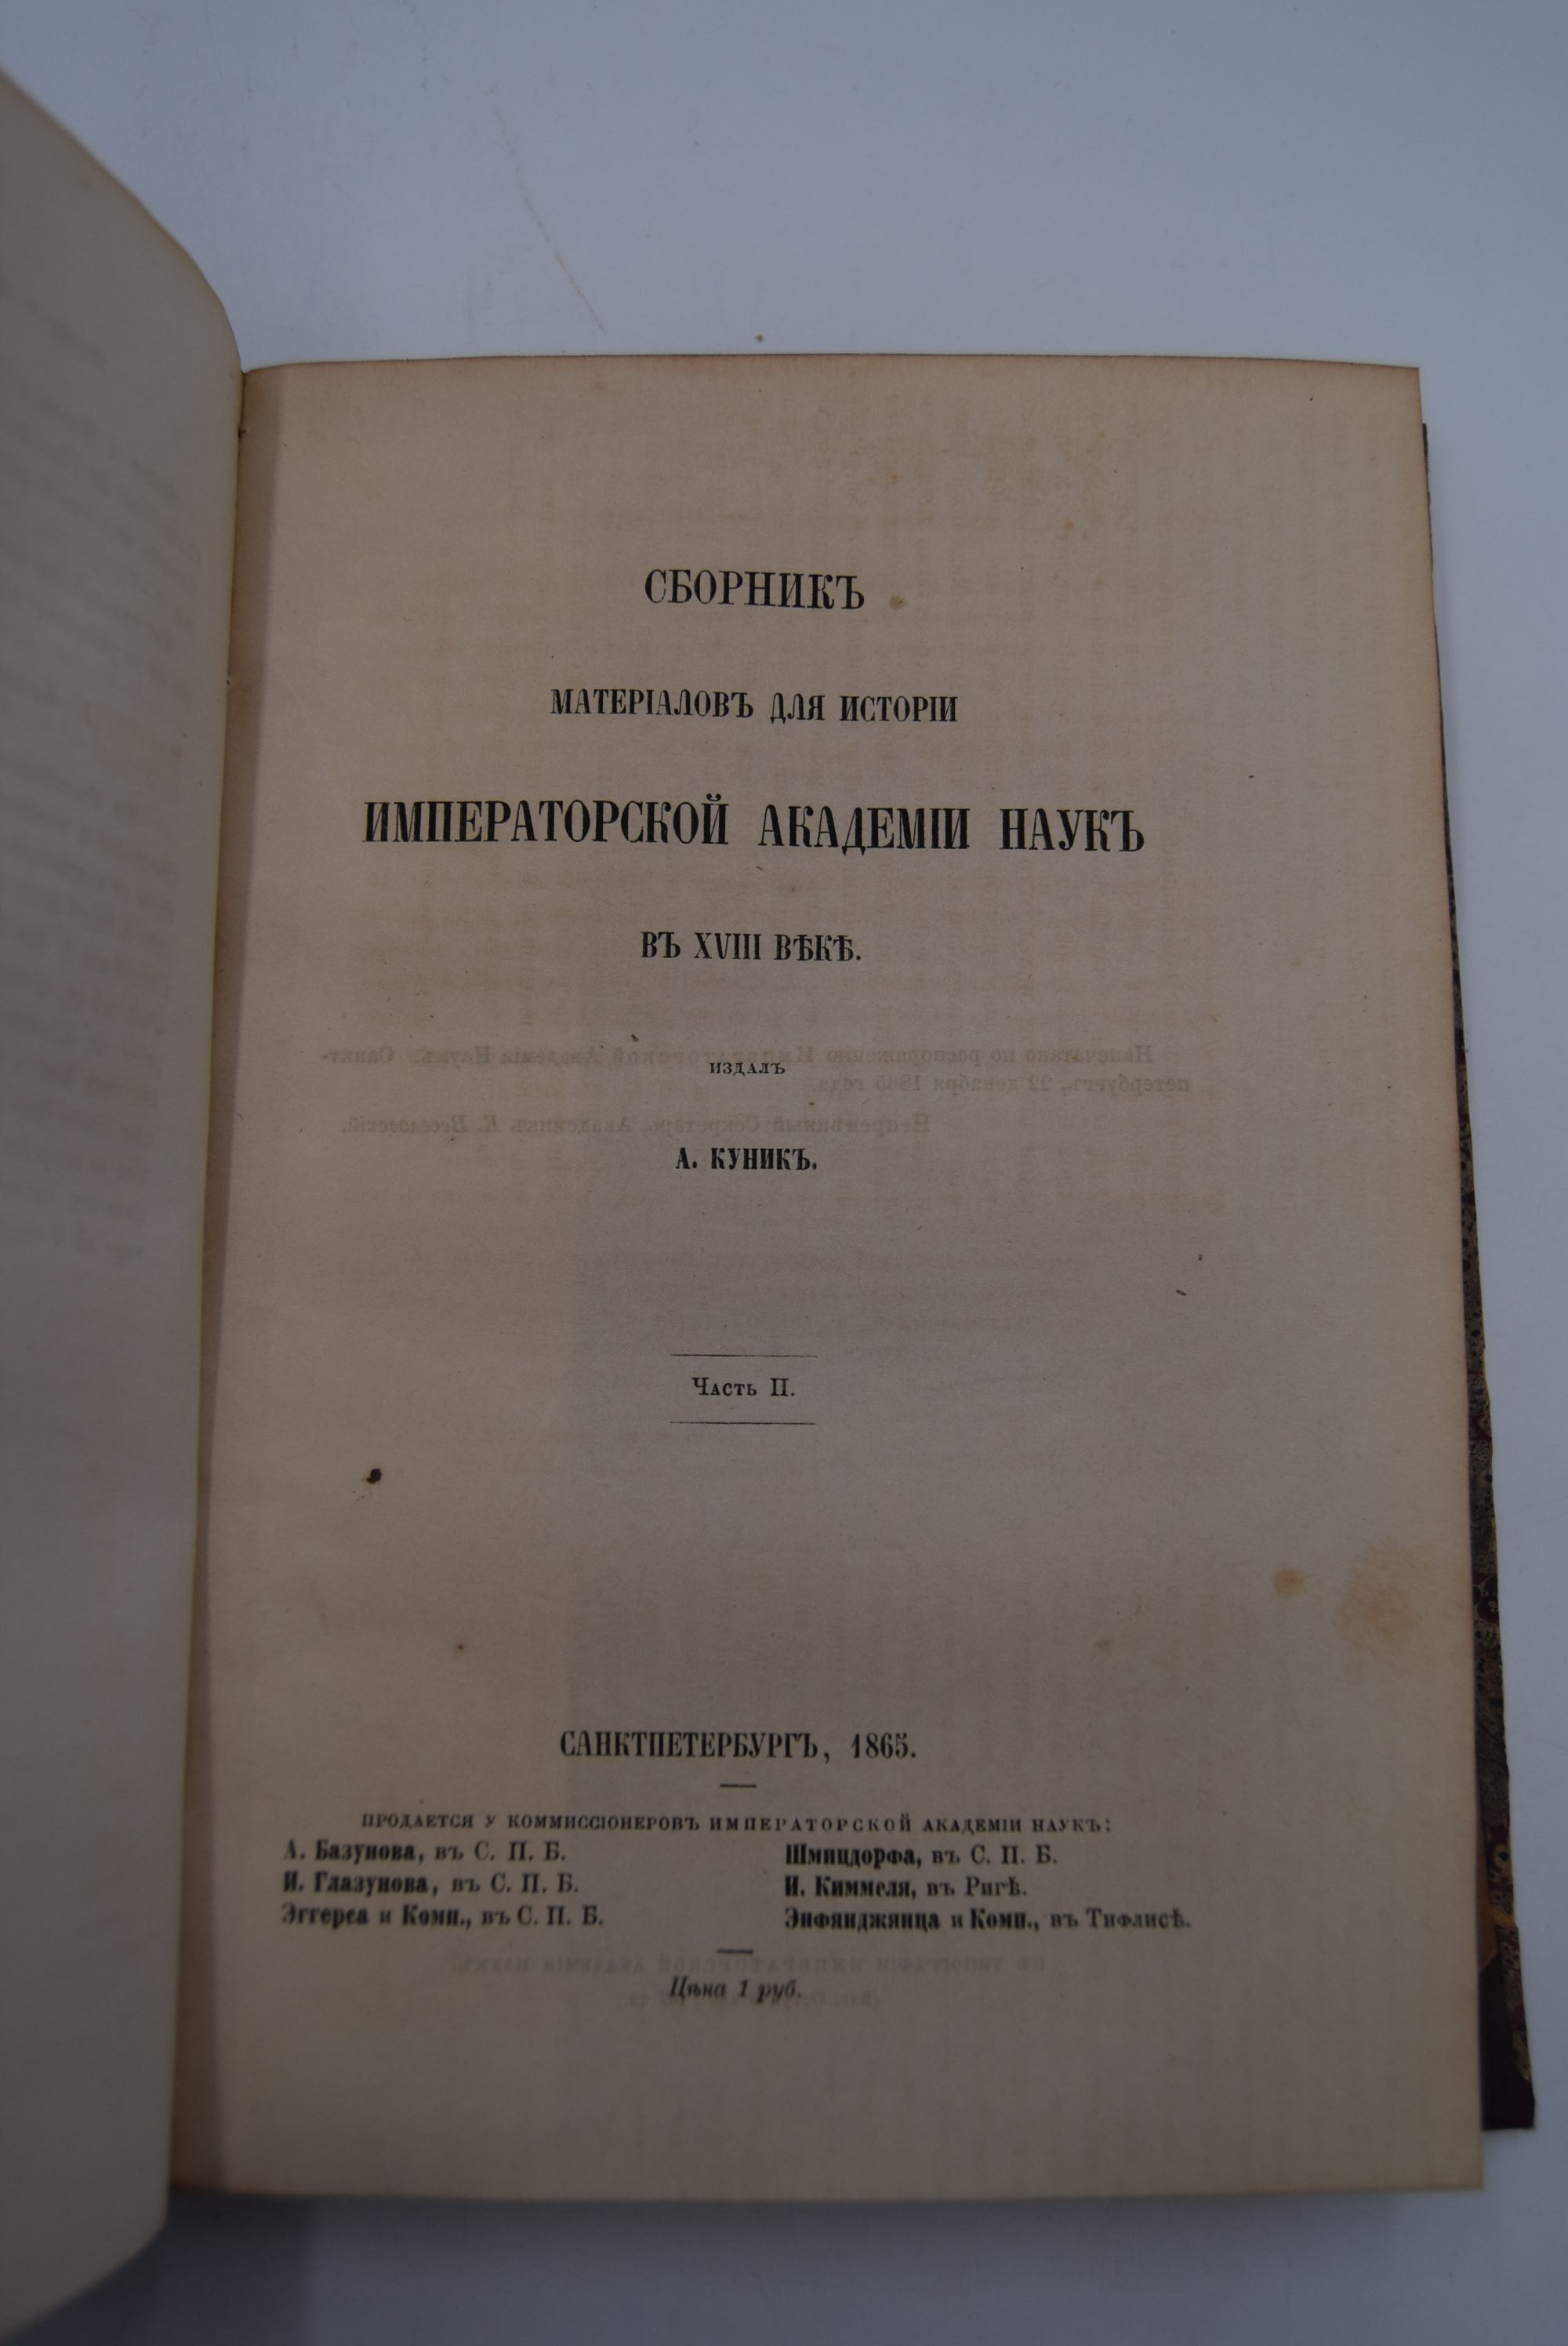 СБОРНИКЪ
МАТЕРІАЛОВЪ ДЛЯ ИСТОРІИ
ИМПЕРАТОРСКОЙ АКАДЕМІИ НАУКЪ
ВЪ XVIII ВѢКѢ.
ИЗДАЛЪ
А. КУНИКЪ.
Часть II.
САНКТПЕТЕРБУРГЪ, 1865.
ПРОДАЕТСЯ У КОММИССІОНЕРОВЪ ИМПЕРАТОРСКОЙ АКАДЕМІИ НАУКЪ:
А. Базунова, въ С. П. Б.
И. Глазунова, въ С. П. Б.
Эггерса и Комп., въ С. П. Б.
Шмицдорфа, въ С. П. Б.
И. Киммеля, въ Ригѣ.
Энфянджянца и Комп., въ Тифлисѣ.
Цѣна 1 руб.